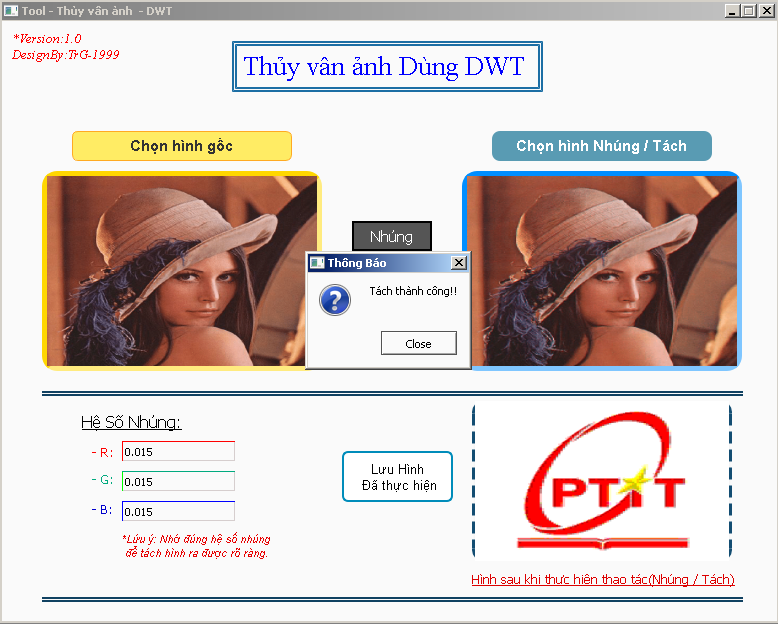 Tool - Thủy vân ảnh - DWT
*Version:1.0
DesignBy:TrG-1999
Thủy vân ảnh Dùng DWT
Chọn hình gốc
Chọn hình Nhúng / Tách
Nhúng
Thông Báo
Tách thành công!!
Close
Hệ Số Nhúng:
- R: 0.015
- G: 0.015
- B: 0.015
*Lưu ý: Nhớ đúng hệ số nhúng
để tách hình ra được rõ ràng.
Lưu Hình
Đã thực hiện
PTIT
Hình sau khi thực hiện thao tác(Nhúng / Tách)